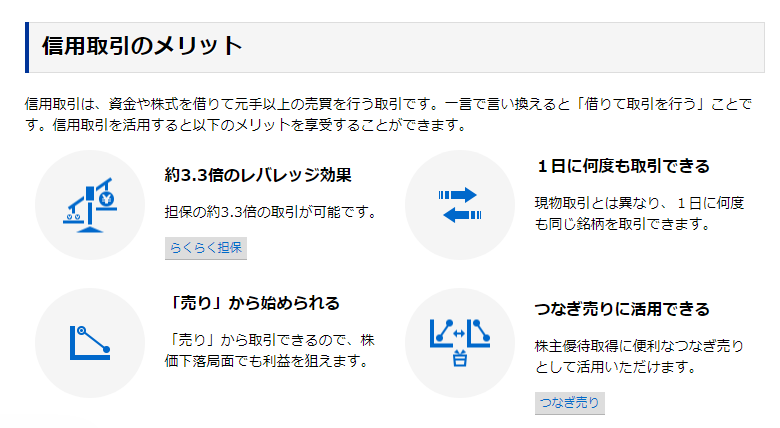 信用取引のメリット
信用取引は、資金や株式を借りて元手以上の売買を行う取引です。一言で言い換えると「借りて取引を行う」ことで
す。信用取引を活用すると以下のメリットを享受することができます。
約3.3倍のレバレッジ効果
担保の約3.3倍の取引が可能です。
らくらく担保
１日に何度も取引できる
現物取引とは異なり、１日に何度
も同じ銘柄を取引できます。
「売り」から始められる
「売り」から取引できるので、株
価下落局面でも利益を狙えます。
つなぎ売りに活用できる
株主優待取得に便利なつなぎ売り
として活用いただけます。
つなぎ売り